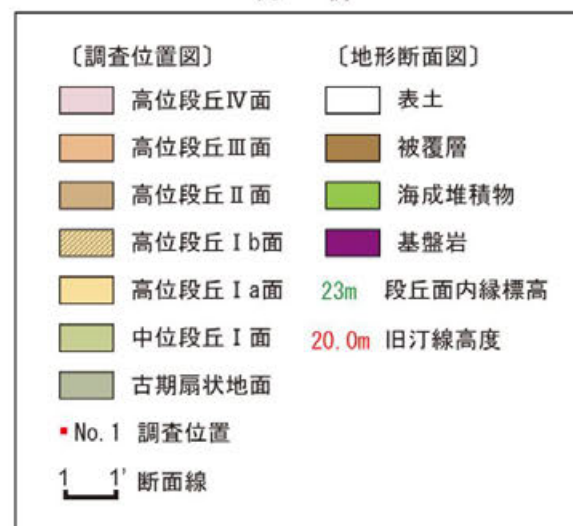 〔調査位置図〕
高位段丘Ⅳ面
高位段丘Ⅲ面
高位段丘Ⅱ面
高位段丘Ⅰb面
高位段丘Ⅰa面
中位段丘Ⅰ面
古期扇状地面
No.1 調査位置
1 1' 断面線
〔地形断面図〕
表土
被覆層
海成堆積物
基盤岩
23m 段丘面内縁標高
20.0m 旧汀線高度